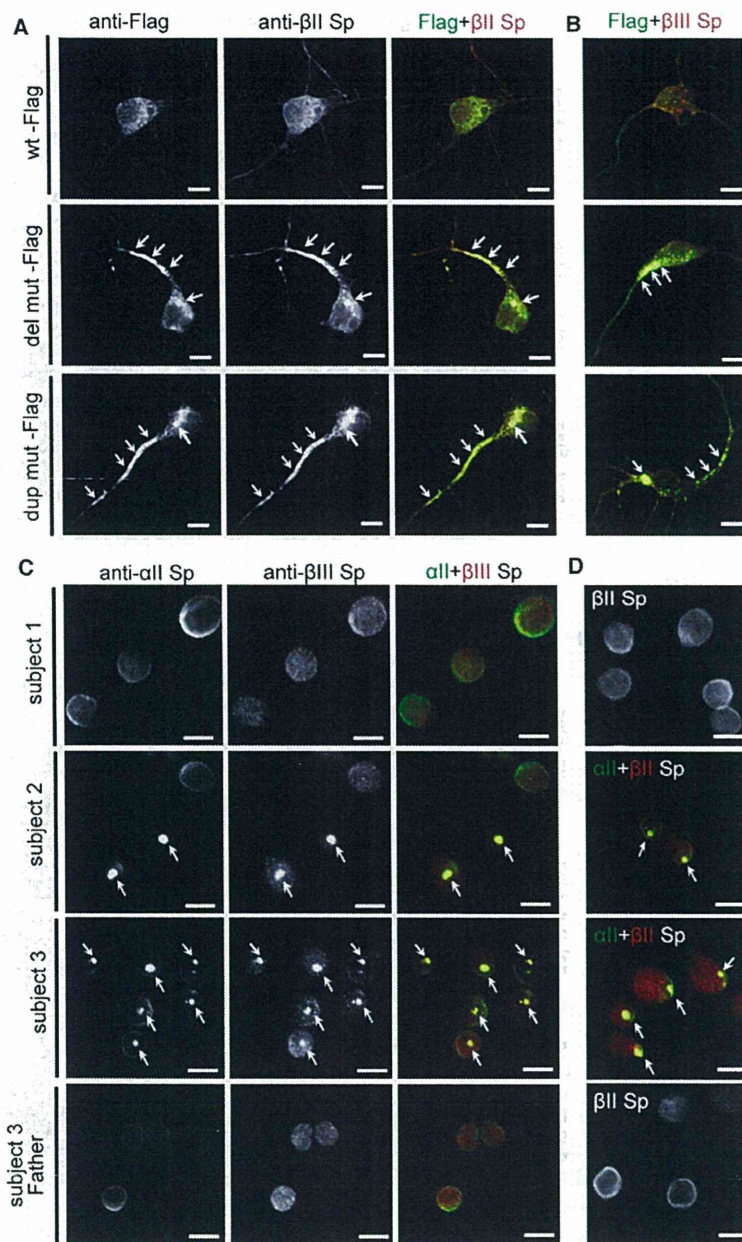 A
anti-Flag
anti-βII Sp
Flag+βII Sp
B
Flag+βIII Sp
wt -Flag
del mut -Flag
dup mut -Flag
C
anti-αII Sp
anti-βIII Sp
αII+βIII Sp
D
subject 1
βII Sp
subject 2
αII+βII Sp
subject 3
αII+βII Sp
subject 3
Father
βII Sp